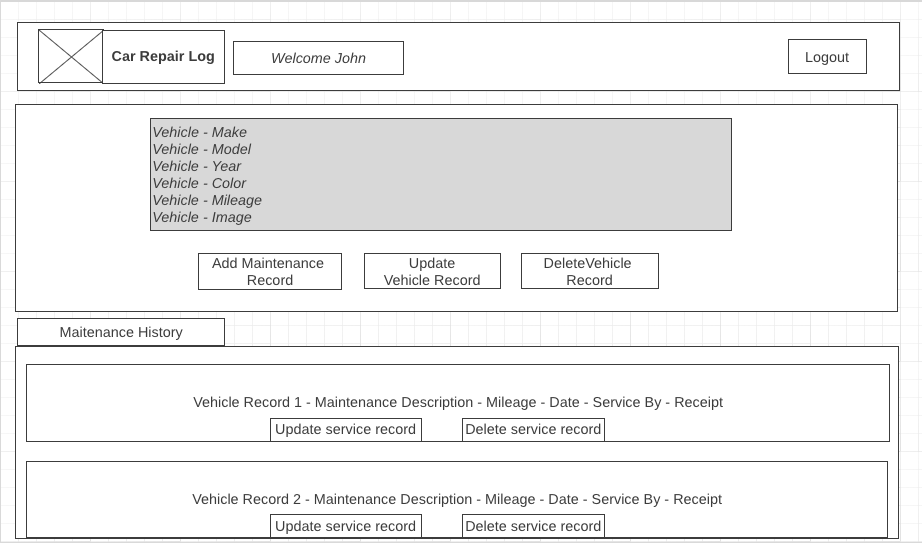 Car Repair Log
Welcome John
Logout
Vehicle - Make
Vehicle - Model
Vehicle - Year
Vehicle - Color
Vehicle - Mileage
Vehicle - Image
Add Maintenance
Record
Update
Vehicle Record
DeleteVehicle
Record
Maitenance History
Vehicle Record 1 - Maintenance Description - Mileage - Date - Service By - Receipt
Update service record
Delete service record
Vehicle Record 2 - Maintenance Description - Mileage - Date - Service By - Receipt
Update service record
Delete service record